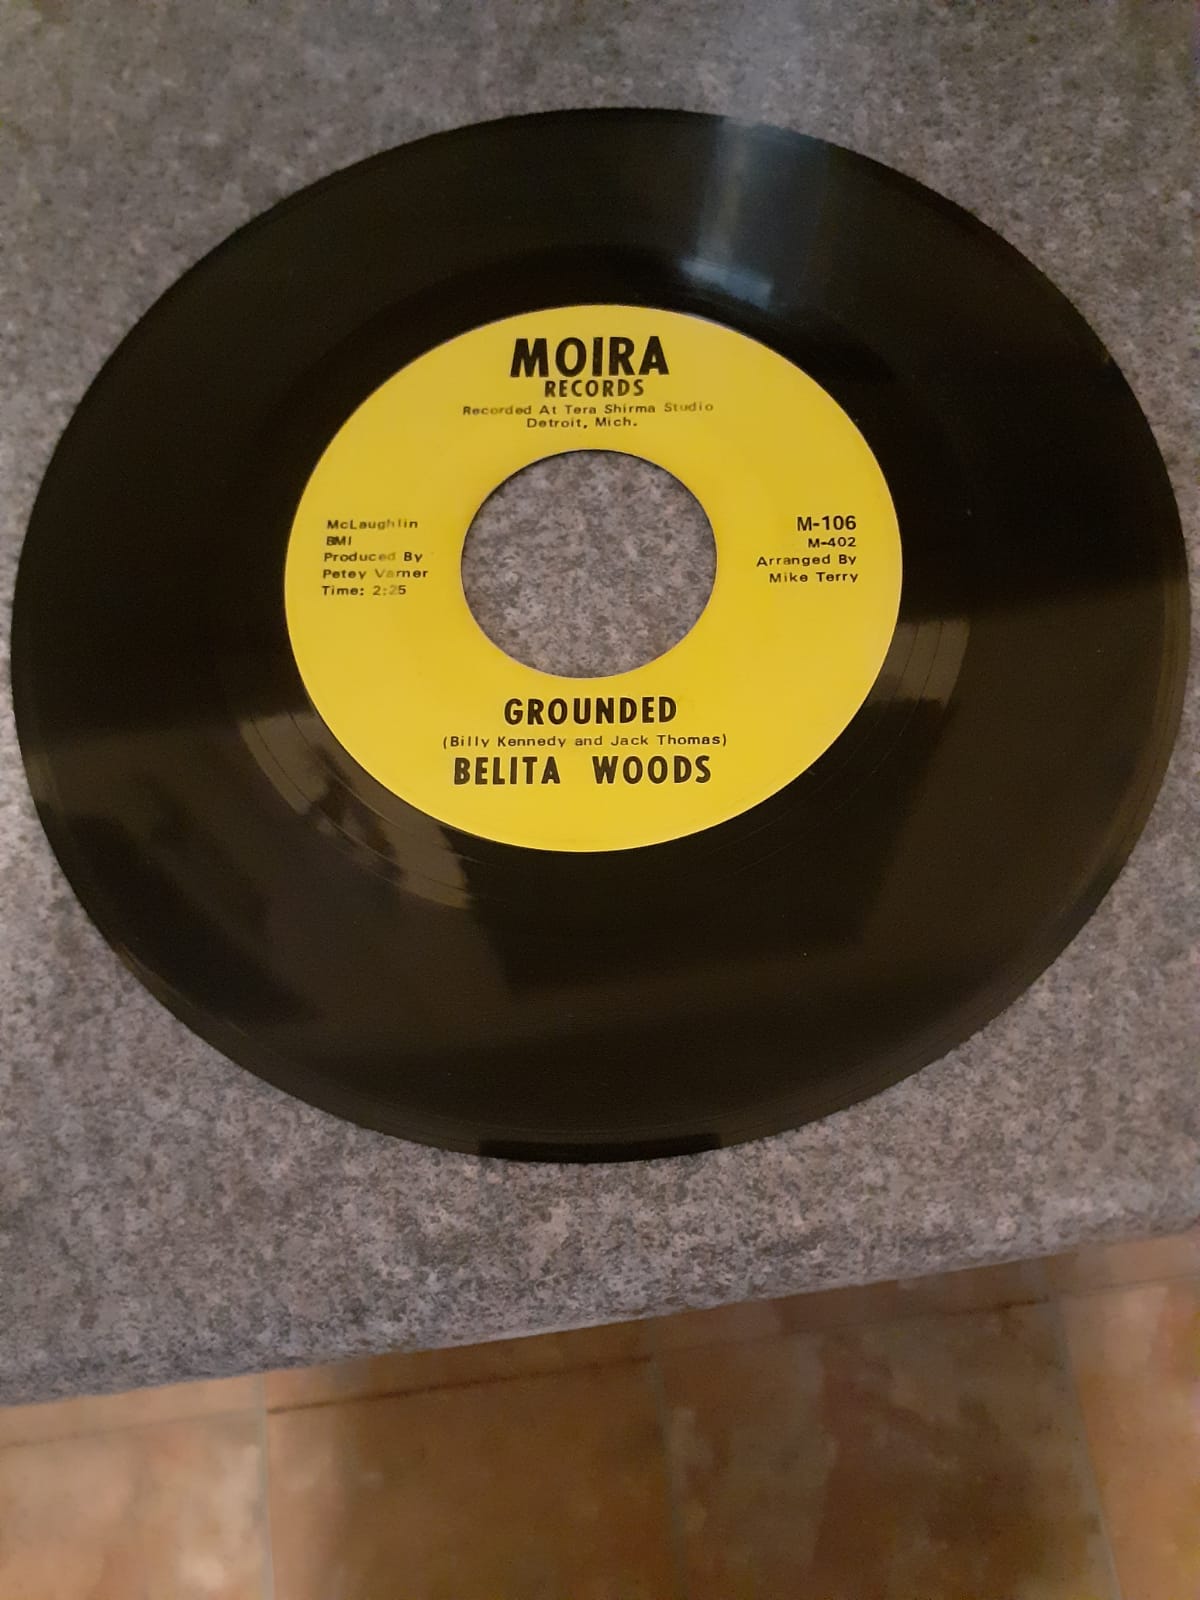 MOIRA
RECORDS
Recorded At Tera Shirma Studio
Detroit, Mich.
McLaughlin
BMI
Produced By
Petey Varner
Time: 2:25
M-106
M-402
Arranged By
Mike Terry
GROUNDED
(Billy Kennedy and Jack Thomas)
BELITA WOODS